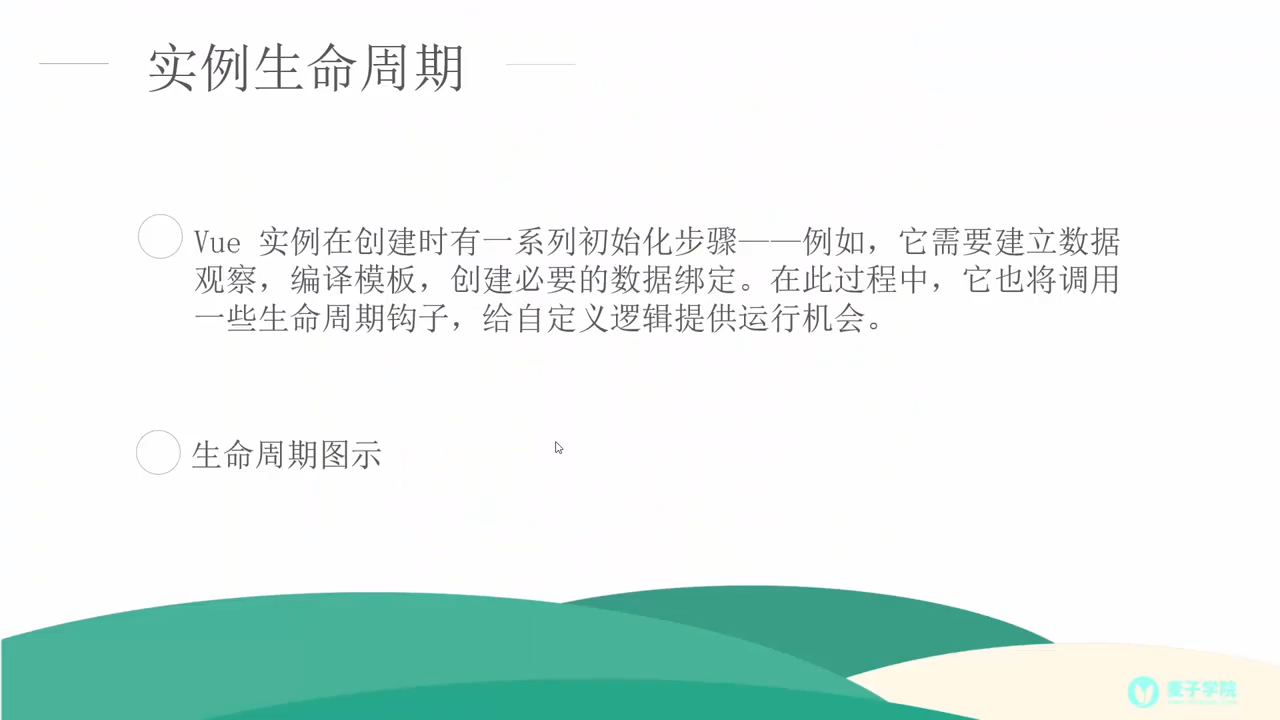 实例生命周期
Vue 实例在创建时有一系列初始化步骤——例如，它需要建立数据
观察，编译模板，创建必要的数据绑定。在此过程中，它也将调用
一些生命周期钩子，给自定义逻辑提供运行机会。
生命周期图示
麦子学院